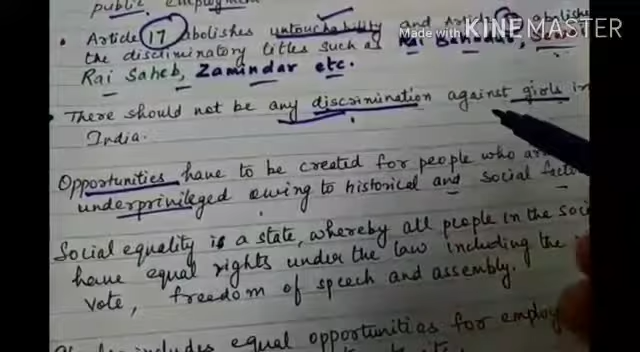 public employment
Made with KINEMASTER
• Article 17 abolishes untouchability and
the discriminatory titles such as Rai Bahadur,
Rai Saheb, Zamindar etc.
• There should not be any discrimination against girls in
India.
Opportunities have to be created for people who
underprivileged owing to historical and social factors
Social equality is a state, whereby all people in the
have equal rights under the law including the
vote, freedom of speech and assembly.
includes equal opportunities for